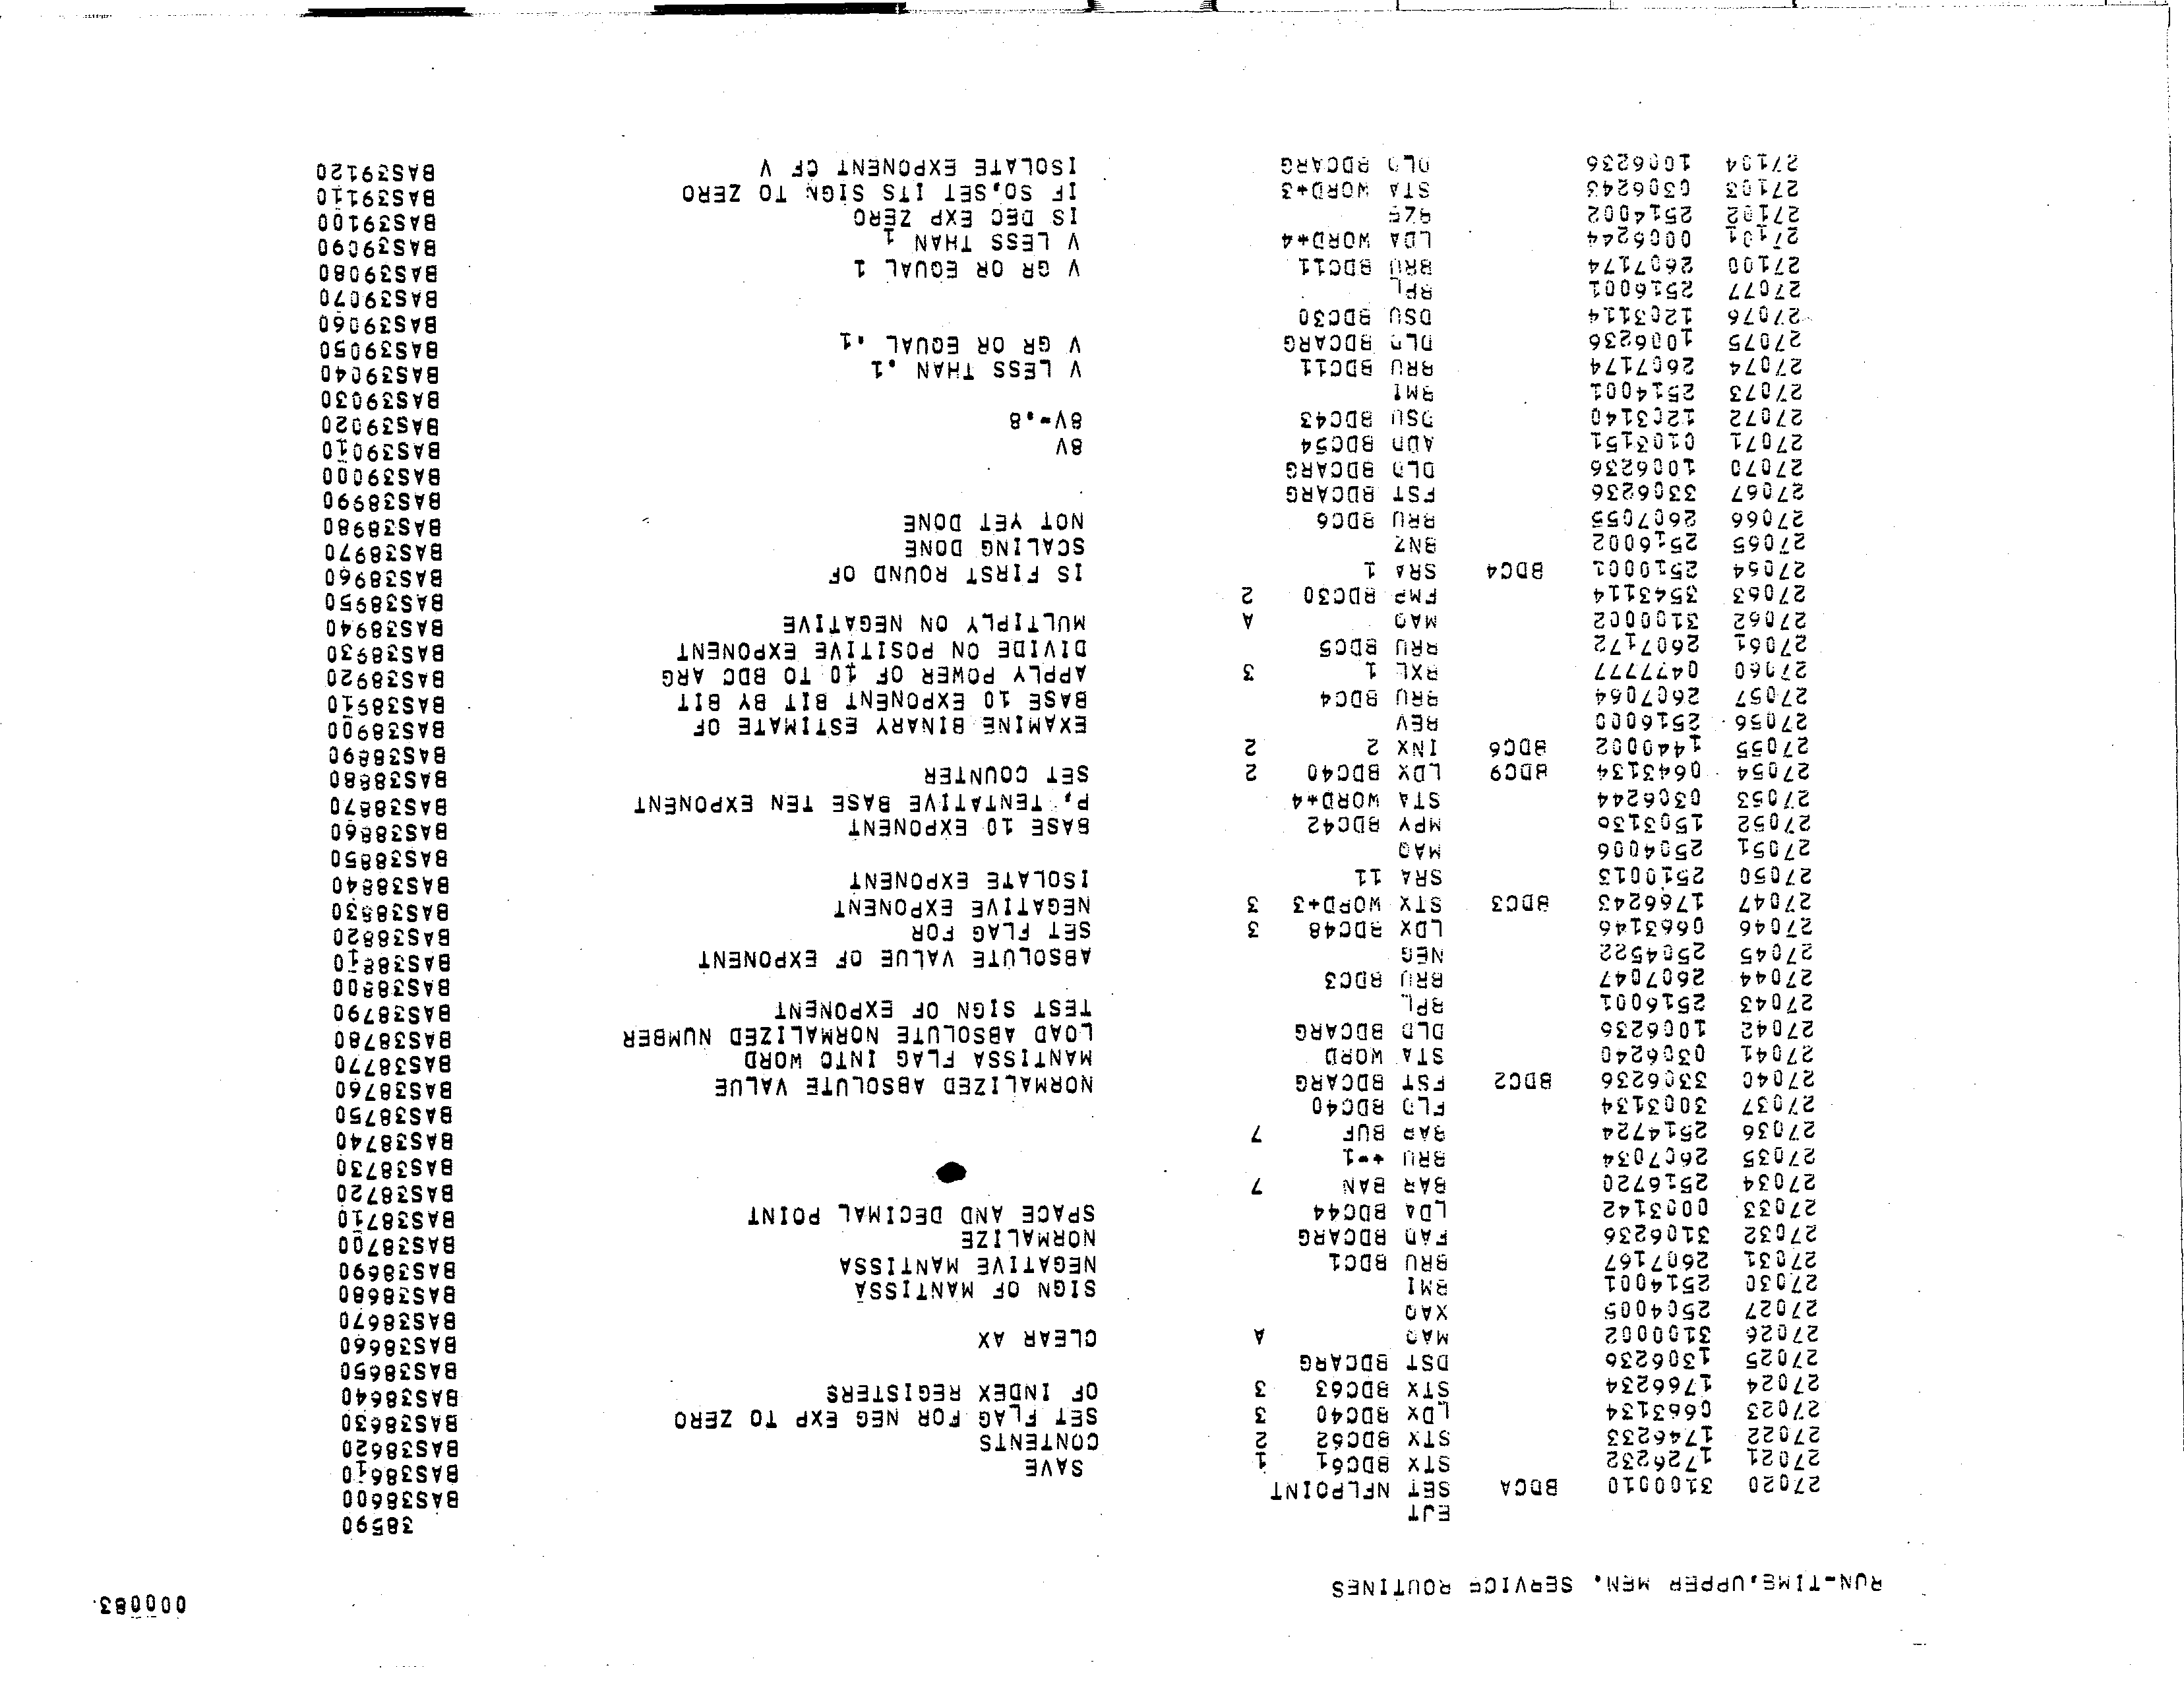 000083
RUN-TIME,UPPER MEM. SERVICE ROUTINES
EJT 38590
27020 3100010 BDCA SET NFLPOINT BAS38600
27021 1726232 STX BDC61 1 SAVE BAS38610
27022 1746233 STX BDC62 2 CONTENTS BAS38620
27023 0663134 LDX BDC40 3 SET FLAG FOR NEG EXP TO ZERO BAS38630
27024 1766234 STX BDC63 3 OF INDEX REGISTERS BAS38640
27025 1306236 DST BDCARG BAS38650
27026 3100002 MAQ A CLEAR AX BAS38660
27027 2504005 XAQ BAS38670
27030 2514001 BMI SIGN OF MANTISSA BAS38680
27031 2607167 BRU BDC1 NEGATIVE MANTISSA BAS38690
27032 3106236 FAD BDCARG NORMALIZE BAS38700
27033 0003142 LDA BDC44 SPACE AND DECIMAL POINT BAS38710
27034 2516720 BAR BAN 7 BAS38720
27035 2607034 BRU *-1 BAS38730
27036 2514724 BAR BUF 7 BAS38740
27037 3003134 FLD BDC40 BAS38750
27040 3306236 BDC2 FST BDCARG NORMALIZED ABSOLUTE VALUE BAS38760
27041 0306240 STA WORD MANTISSA FLAG INTO WORD BAS38770
27042 1006236 DLD BDCARG LOAD ABSOLUTE NORMALIZED NUMBER BAS38780
27043 2516001 BPL TEST SIGN OF EXPONENT BAS38790
27044 2607047 BRU BDC3 BAS38800
27045 2504522 NEG ABSOLUTE VALUE OF EXPONENT BAS38810
27046 0663146 LDX BDC48 3 SET FLAG FOR BAS38820
27047 1766243 BDC3 STX WORD+3 3 NEGATIVE EXPONENT BAS38830
27050 2510013 SRA 11 ISOLATE EXPONENT BAS38840
27051 2504006 MAQ BAS38850
27052 1503136 MPY BDC42 BASE 10 EXPONENT BAS38860
27053 0306244 STA WORD+4 P, TENTATIVE BASE TEN EXPONENT BAS38870
27054 0643134 BDC9 LDX BDC40 2 SET COUNTER BAS38880
27055 1440002 BDC6 INX 2 2 BAS38890
27056 2516000 BEV EXAMINE BINARY ESTIMATE OF BAS38900
27057 2607064 BRU BDC4 BASE 10 EXPONENT BIT BY BIT BAS38910
27060 0477777 BXL 1 3 APPLY POWER OF 10 TO BDC ARG BAS38920
27061 2607172 BRU BDC5 DIVIDE ON POSITIVE EXPONENT BAS38930
27062 3100002 MAQ A MULTIPLY ON NEGATIVE BAS38940
27063 3543114 FMP BDC30 2 BAS38950
27064 2510001 BDC4 SRA 1 IS FIRST ROUND OF BAS38960
27065 2516002 BNZ SCALING DONE BAS38970
27066 2607055 BRU BDC6 NOT YET DONE BAS38980
27067 3306236 FST BDCARG BAS38990
27070 1006236 DLD BDCARG BAS39000
27071 0103151 ADD BDC54 8V BAS39010
27072 1203140 DSU BDC43 8V-.8 BAS39020
27073 2514001 BMI BAS39030
27074 2607174 BRU BDC11 V LESS THAN .1 BAS39040
27075 1006236 DLD BDCARG V GR OR EQUAL .1 BAS39050
27076 1203114 DSU BDC30 BAS39060
27077 2516001 BPL BAS39070
27100 2607174 BRU BDC11 V GR OR EQUAL 1 BAS39080
27101 0006244 LDA WORD+4 V LESS THAN 1 BAS39090
27102 2514002 BZE IS DEC EXP ZERO BAS39100
27103 0306243 STA WORD+3 IF SO,SET ITS SIGN TO ZERO BAS39110
27104 1006236 DLD BDCARG ISOLATE EXPONENT OF V BAS39120